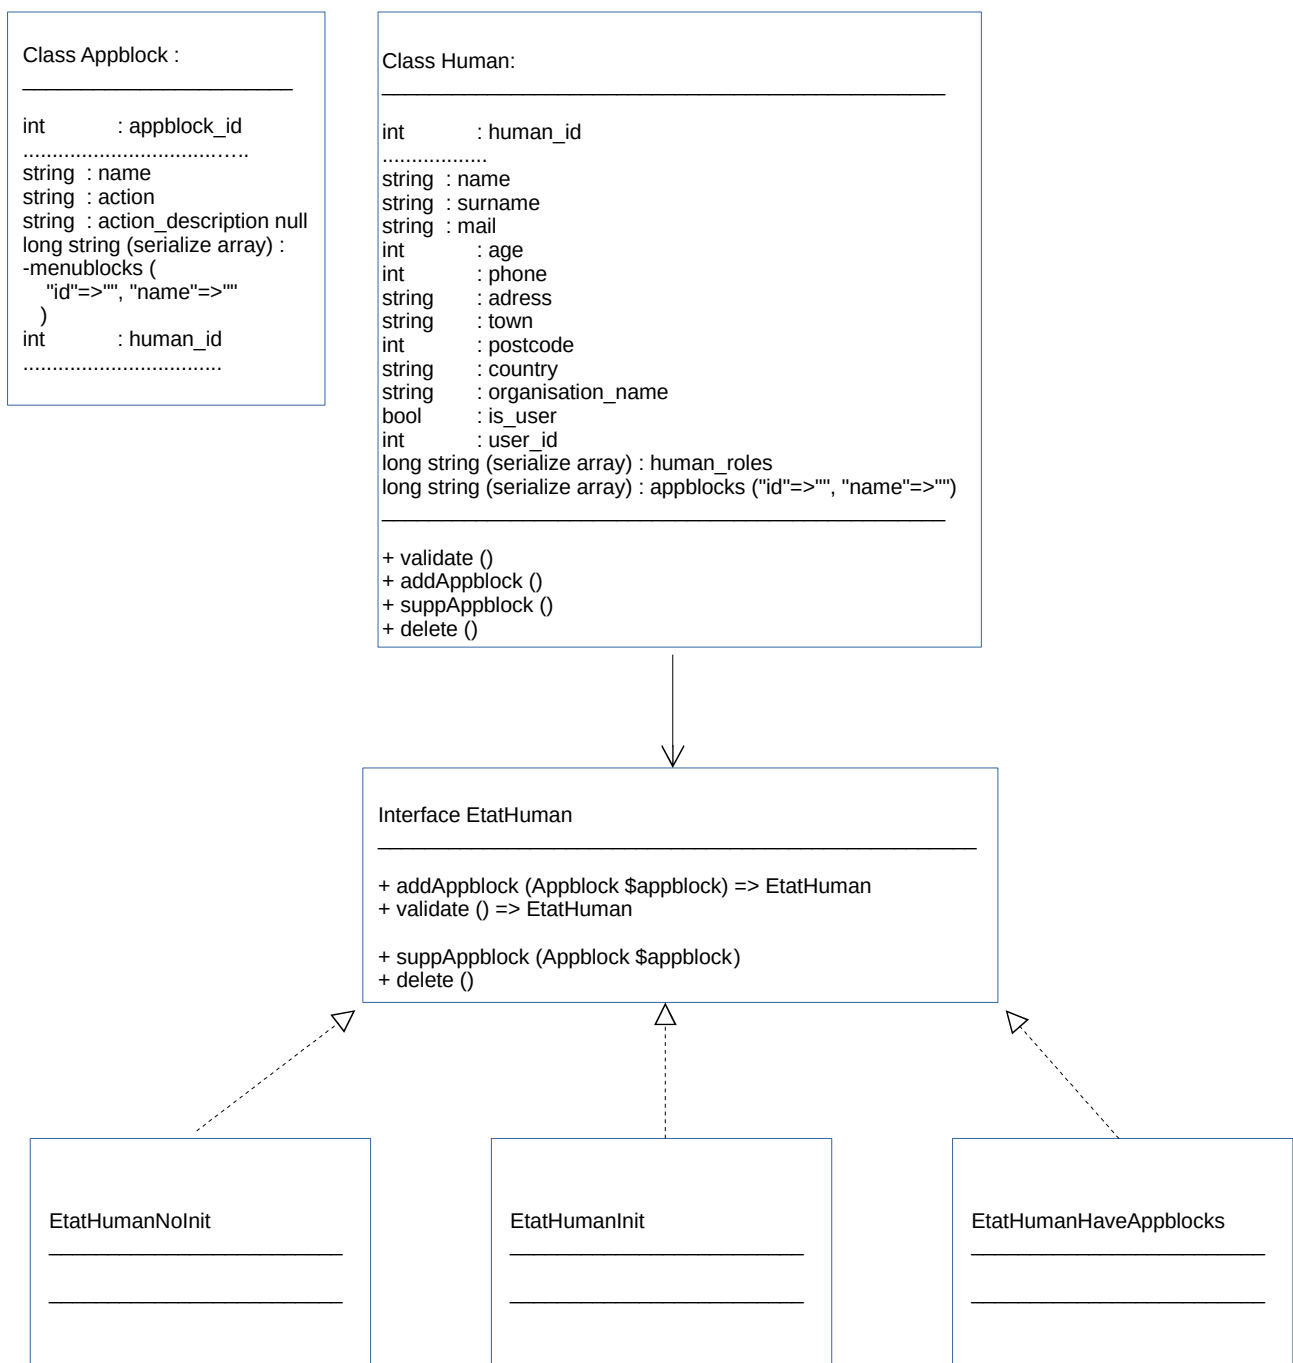 Class Appblock :
int : appblock_id
string : name
string : action
string : action_description null
long string (serialize array) :
-menublocks (
"id"=>"", "name"=>""
)
int : human_id
Class Human:
int : human_id
string : name
string : surname
string : mail
int : age
int : phone
string : adress
string : town
int : postcode
string : country
string : organisation_name
bool : is_user
int : user_id
long string (serialize array) : human_roles
long string (serialize array) : appblocks ("id"=>"", "name"=>"")
+ validate ()
+ addAppblock ()
+ suppAppblock ()
+ delete ()
Interface EtatHuman
+ addAppblock (Appblock $appblock) => EtatHuman
+ validate () => EtatHuman
+ suppAppblock (Appblock $appblock)
+ delete ()
EtatHumanNoInit
EtatHumanInit
EtatHumanHaveAppblocks